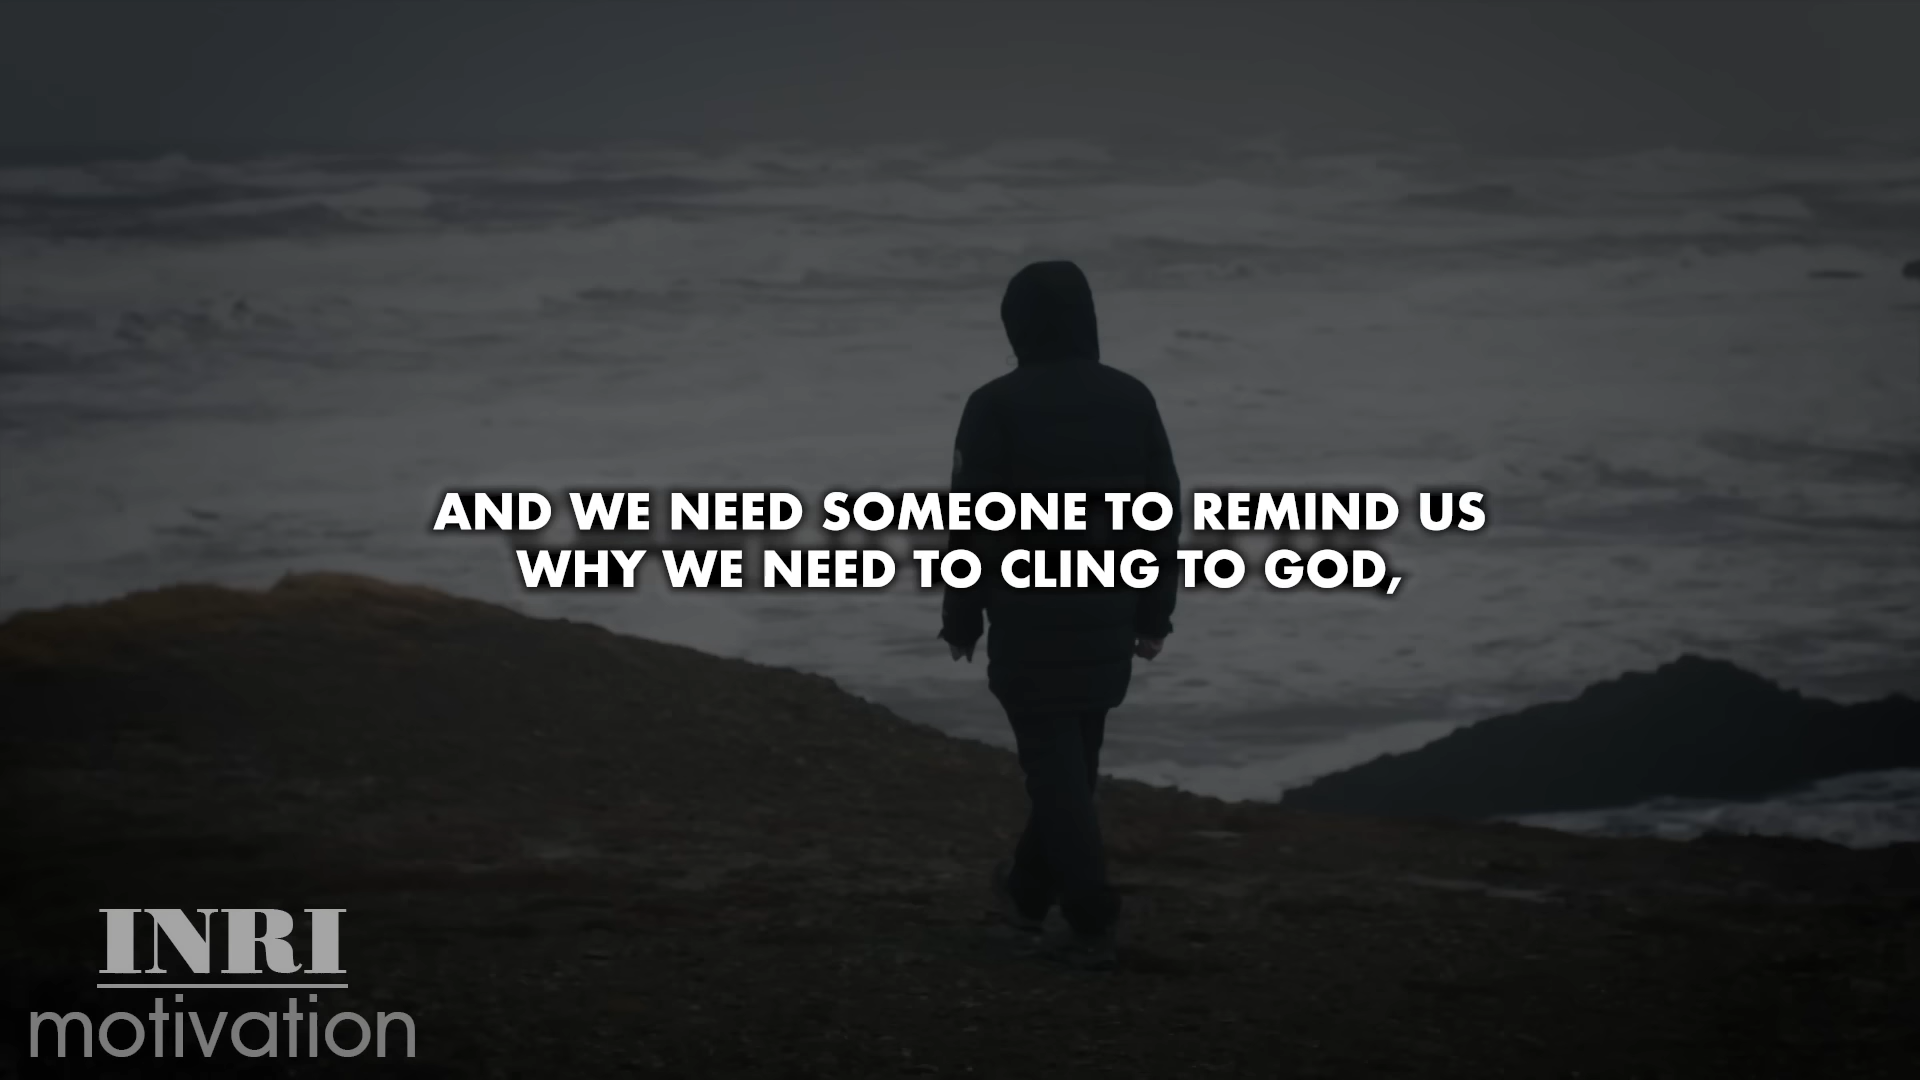 AND WE NEED SOMEONE TO REMIND US
WHY WE NEED TO CLING TO GOD,
INRI
motivation